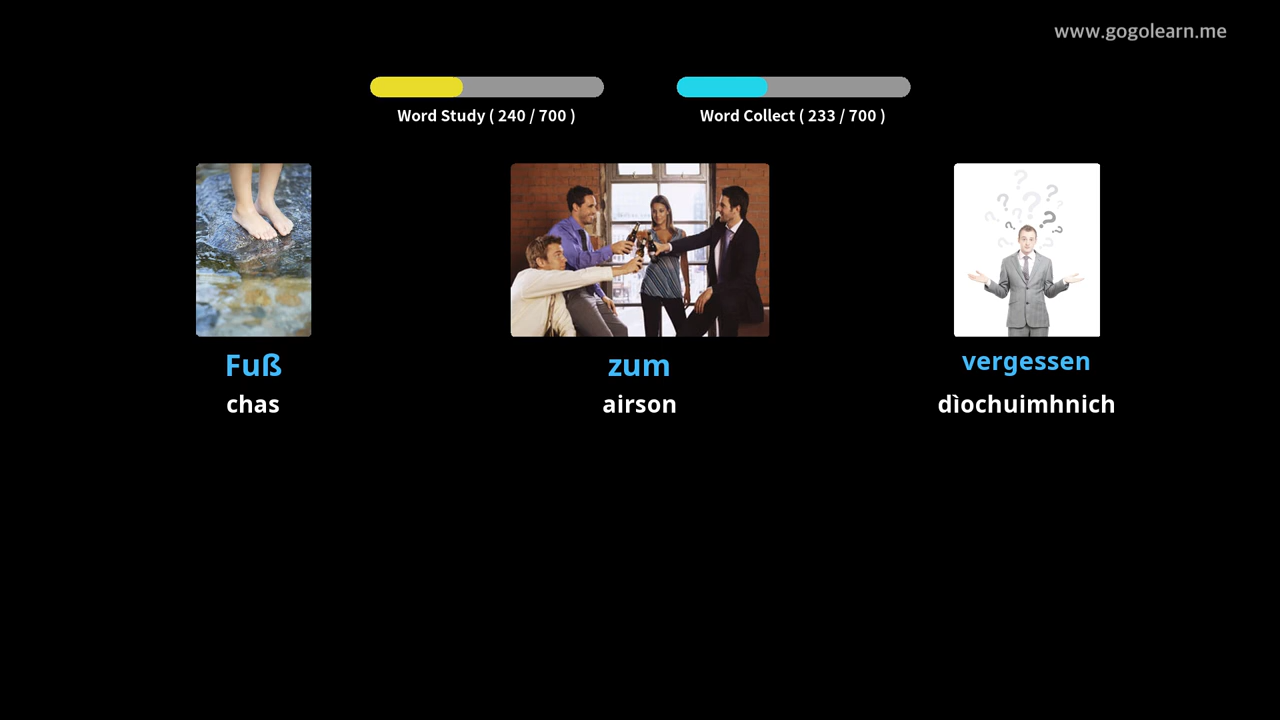 www.gogolearn.me
Word Study ( 240 / 700 )
Word Collect ( 233 / 700 )
Fuß
chas
zum
airson
vergessen
dìochuimhnich